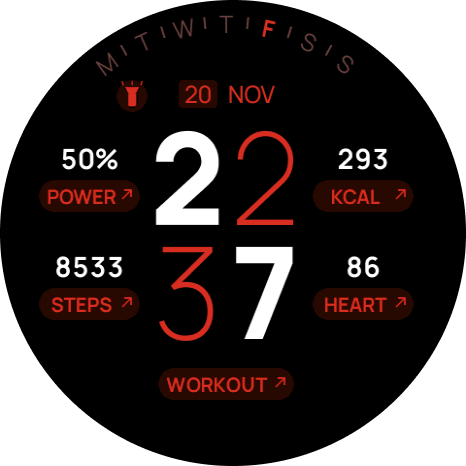 M I T I W I T I F I S I S
20 NOV
50%
POWER
22
293
KCAL
8533
STEPS
37
86
HEART
WORKOUT